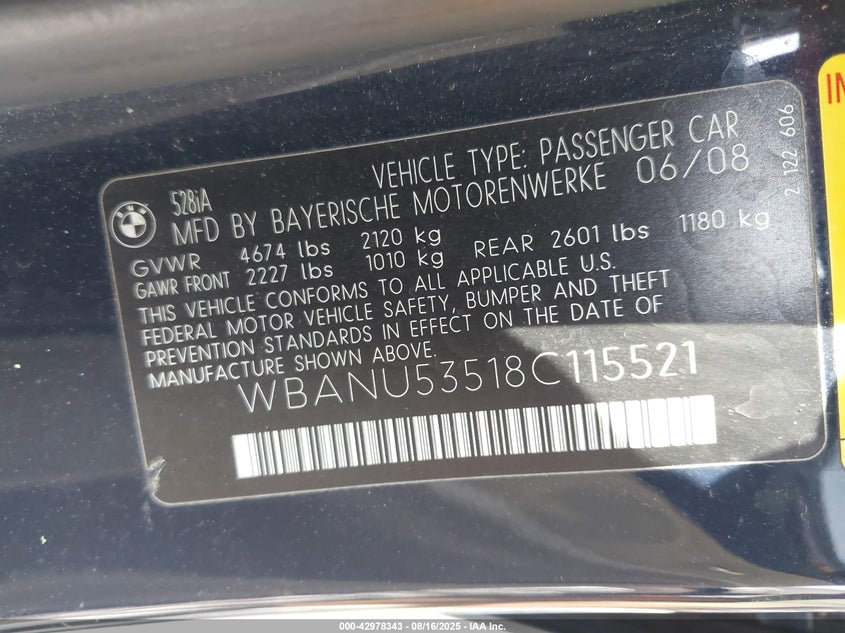 VEHICLE TYPE: PASSENGER CAR
528iA
MFD BY BAYERISCHE MOTORENWERKE 06/08
GVWR 4674 lbs 2120 kg
GAWR FRONT 2227 lbs 1010 kg REAR 2601 lbs 1180 kg
THIS VEHICLE CONFORMS TO ALL APPLICABLE U.S.
FEDERAL MOTOR VEHICLE SAFETY, BUMPER AND THEFT
PREVENTION STANDARDS IN EFFECT ON THE DATE OF
MANUFACTURE SHOWN ABOVE.
WBANU53518C115521
2 122 606
BMW
000-42978343 - 08/16/2025 - IAA Inc.